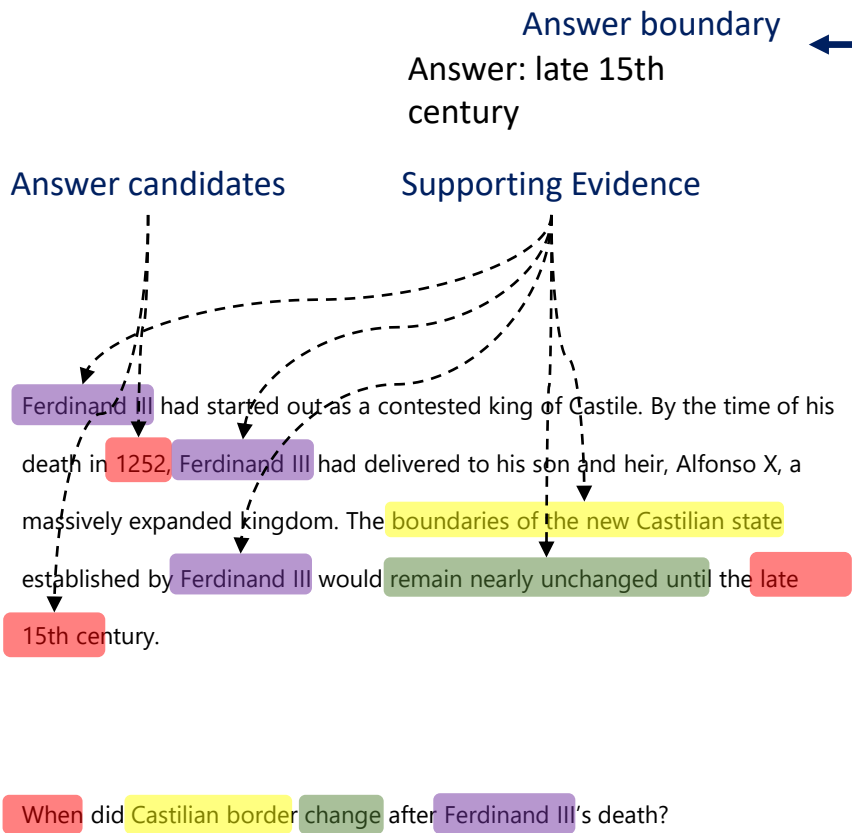 Answer boundary
Answer: late 15th
century
Answer candidates
Supporting Evidence
Ferdinand III had started out as a contested king of Castile. By the time of his
death in 1252, Ferdinand III had delivered to his son and heir, Alfonso X, a
massively expanded kingdom. The boundaries of the new Castilian state
established by Ferdinand III would remain nearly unchanged until the late
15th century.
When did Castilian border change after Ferdinand III's death?